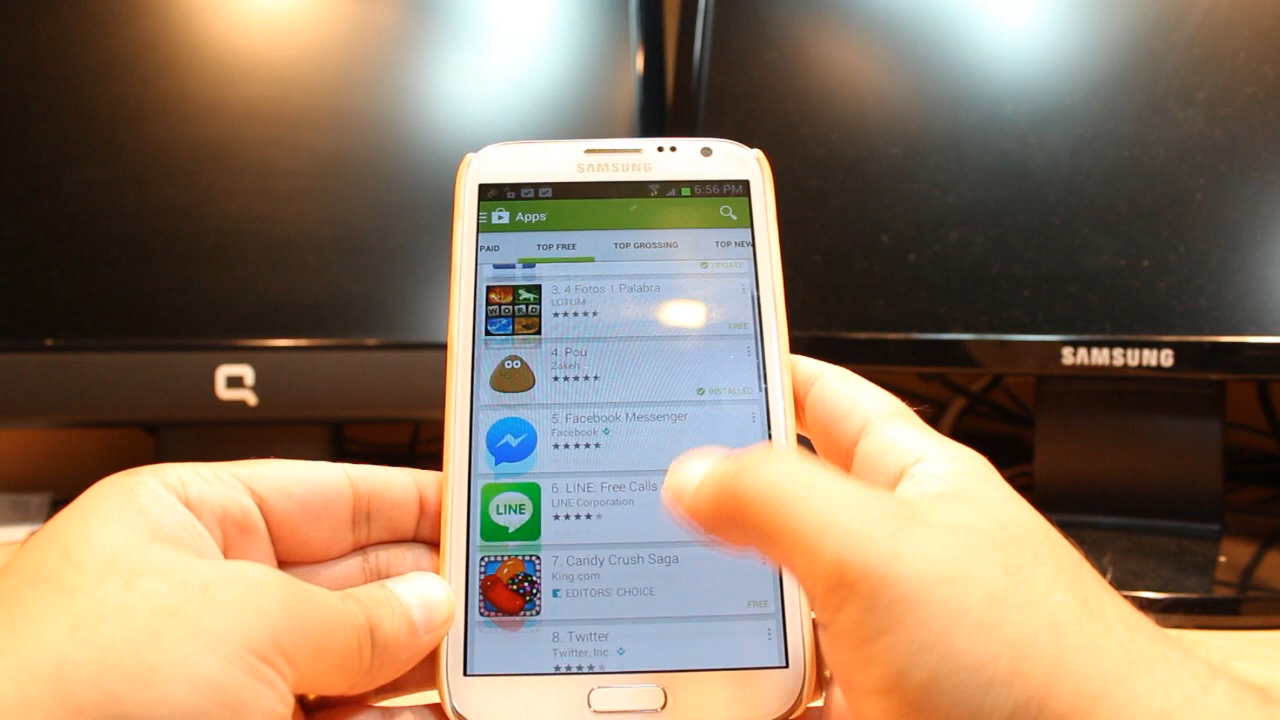 SAMSUNG
6:56 PM
Apps
PAID TOP FREE TOP GROSSING TOP NEW
UPDATE
3. 4 Fotos 1 Palabra
LOTUM
FREE
WORD
4. Pou
Zakeh
INSTALLED
5. Facebook Messenger
Facebook
6. LINE: Free Calls
LINE Corporation
LINE
7. Candy Crush Saga
King.com
EDITORS' CHOICE
FREE
8. Twitter
Twitter, Inc.
SAMSUNG